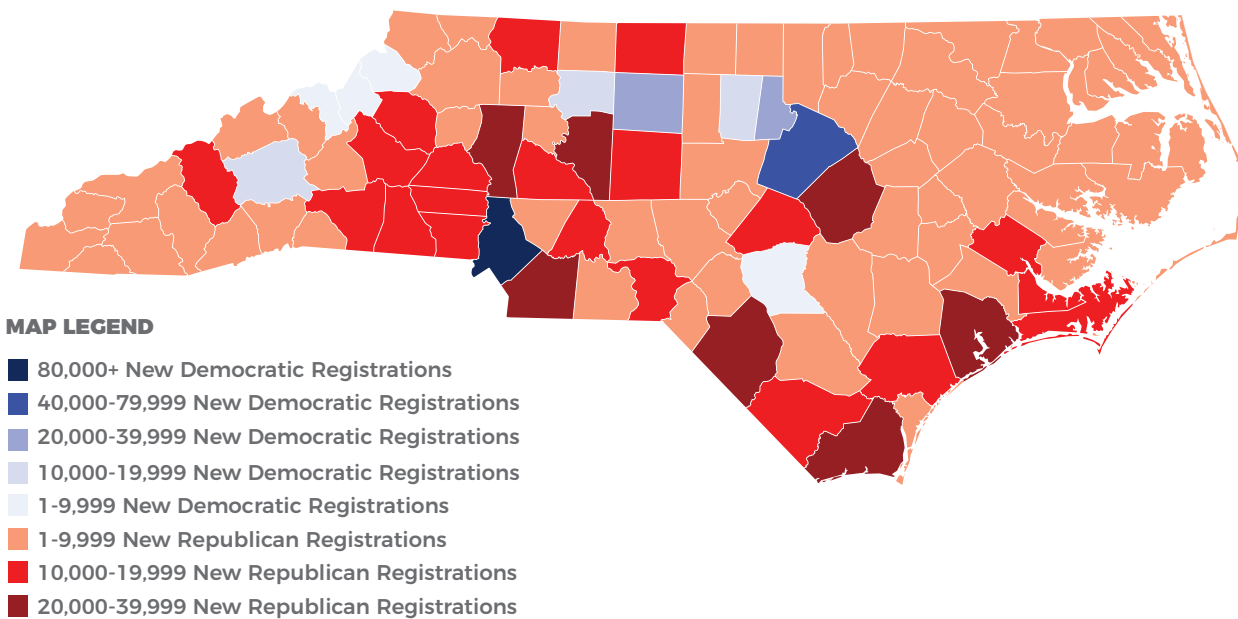 MAP LEGEND
80,000+ New Democratic Registrations
40,000-79,999 New Democratic Registrations
20,000-39,999 New Democratic Registrations
10,000-19,999 New Democratic Registrations
1-9,999 New Democratic Registrations
1-9,999 New Republican Registrations
10,000-19,999 New Republican Registrations
20,000-39,999 New Republican Registrations